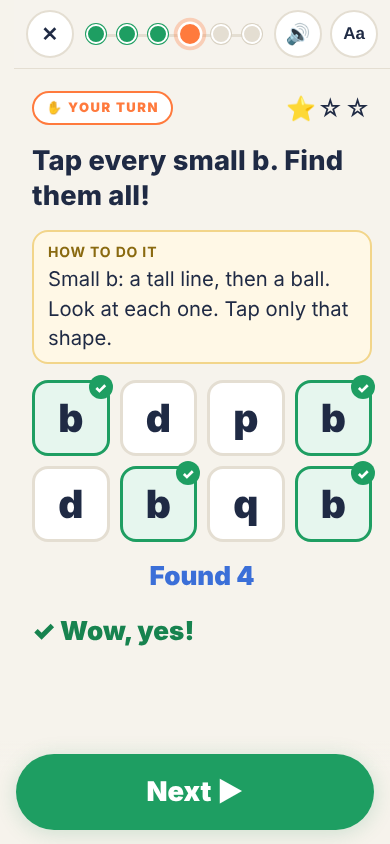 Aa
YOUR TURN
Tap every small b. Find
them all!
HOW TO DO IT
Small b: a tall line, then a ball.
Look at each one. Tap only that
shape.
b d p b
d b q b
Found 4
Wow, yes!
Next